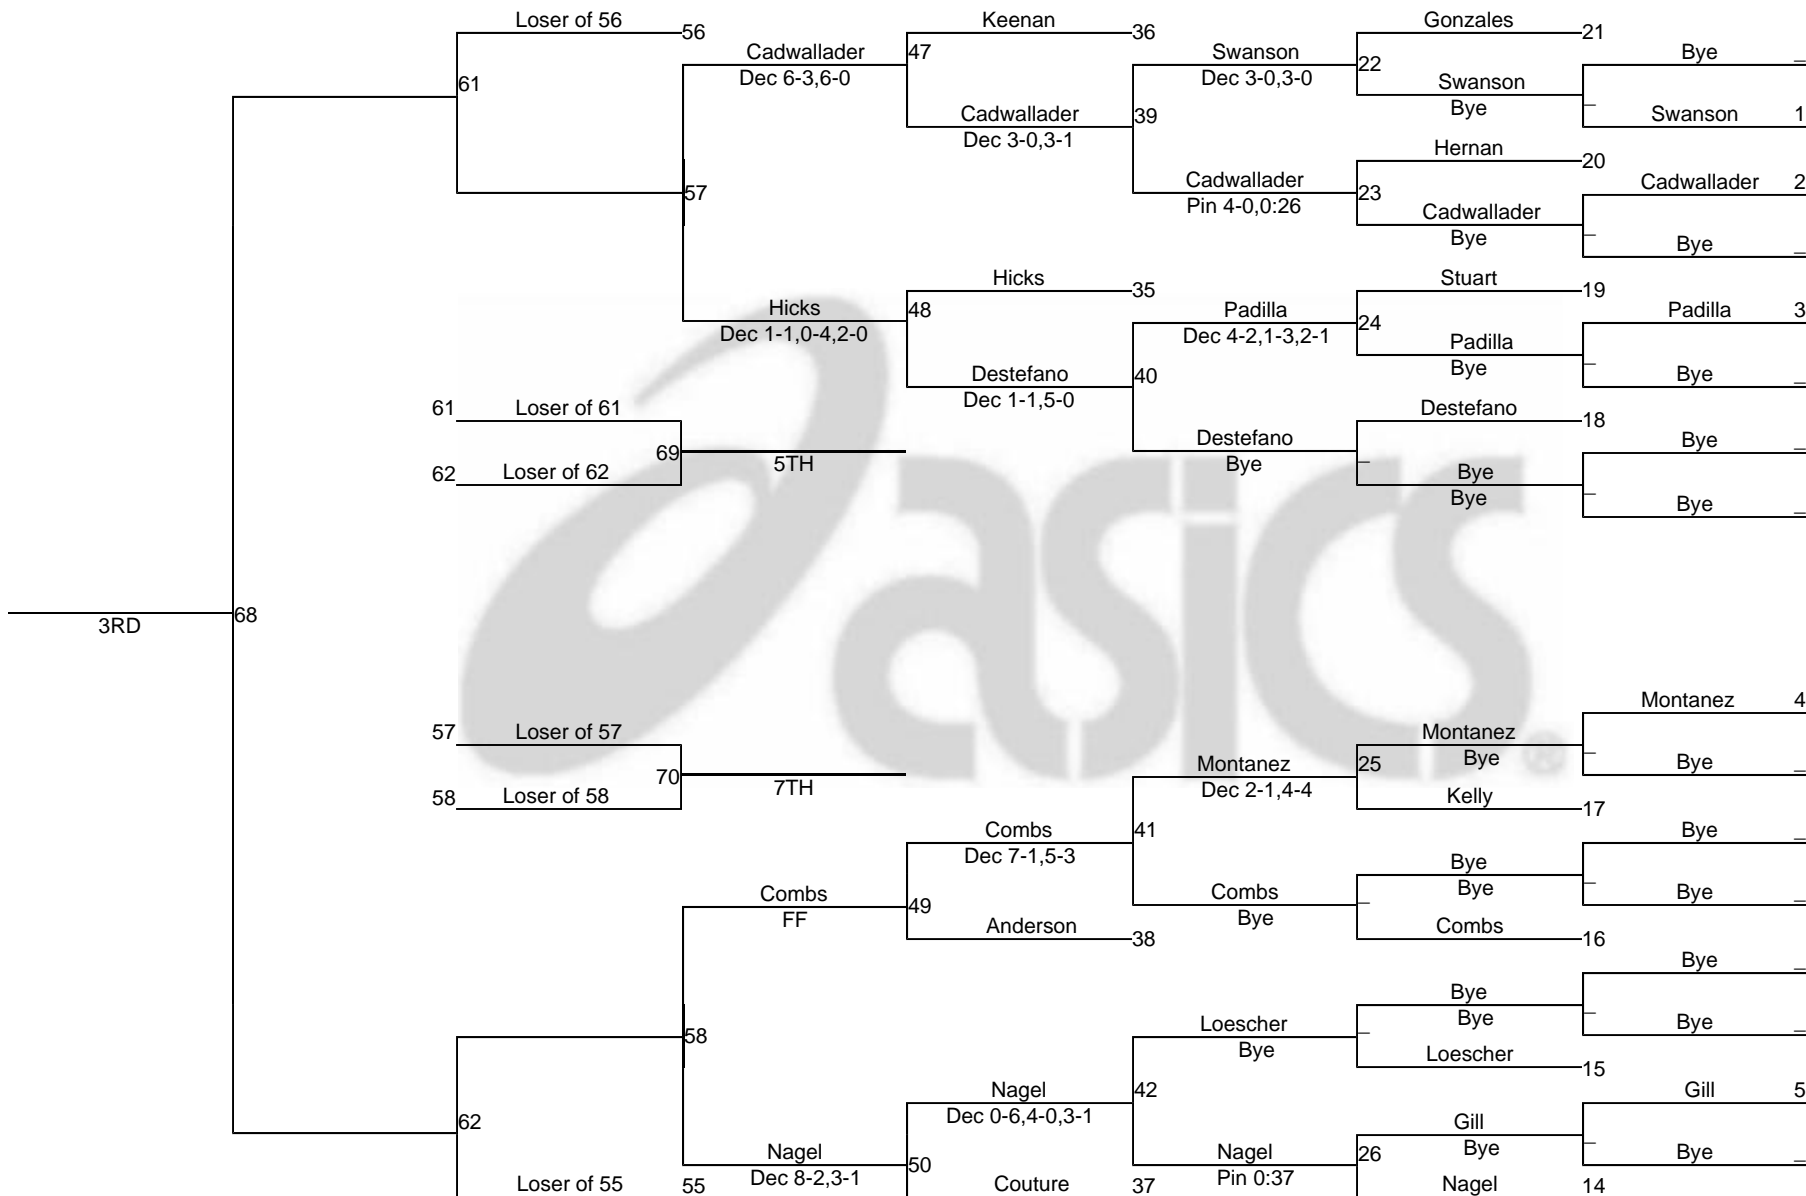 Loser of 56
56
Keenan
36
Gonzales
21
Cadwallader
47
Swanson
22
Bye
_
Dec 6-3,6-0
Dec 3-0,3-0
Swanson
Bye
_
61
Cadwallader
39
Swanson
1
Dec 3-0,3-1
Hernan
20
57
Cadwallader
23
Cadwallader
2
Pin 4-0,0:26
Cadwallader
Bye
_
Bye
_
Hicks
35
Stuart
19
Hicks
48
Padilla
24
Padilla
3
Dec 1-1,0-4,2-0
Dec 4-2,1-3,2-1
Padilla
Bye
_
Destefano
40
Bye
_
Dec 1-1,5-0
61
Loser of 61
Destefano
18
69
5TH
Destefano
Bye
_
Bye
_
62
Loser of 62
Bye
Bye
_
Bye
_
asics
®
3RD
68
Montanez
4
57
Loser of 57
Montanez
Bye
_
70
7TH
Montanez
25
Bye
_
Dec 2-1,4-4
58
Loser of 58
Kelly
17
Combs
41
Bye
_
Dec 7-1,5-3
Bye
Bye
_
Combs
49
Combs
Bye
_
Bye
_
FF
Anderson
38
Combs
16
Bye
_
Bye
Bye
_
58
Loescher
Bye
_
Bye
_
Loescher
15
Nagel
42
Gill
5
Dec 0-6,4-0,3-1
62
Gill
Bye
_
Nagel
50
Nagel
26
Bye
_
Dec 8-2,3-1
Pin 0:37
Loser of 55
55
Couture
37
Nagel
14